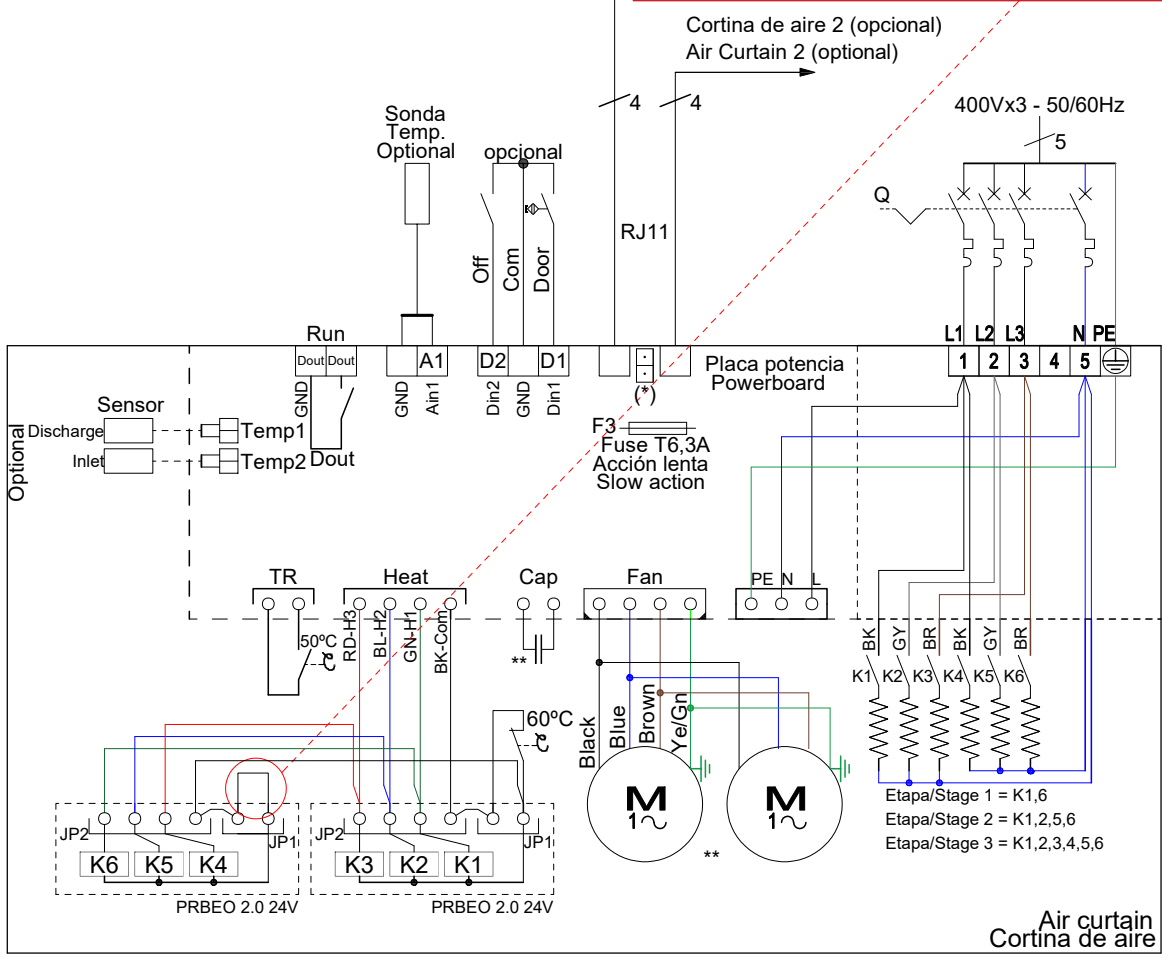 Cortina de aire 2 (opcional)
Air Curtain 2 (optional)
4
4
400Vx3 - 50/60Hz
5
Sonda
Temp.
Optional
opcional
Q
RJ11
Off
Com
Door
L1 L2 L3 N PE
Run
Dout Dout
A1
D2
D1
1 2 3 4 5
GND
GND
Ain1
Din2
GND
Din1
(*)
Placa potencia
Powerboard
Optional
Sensor
Discharge
Temp1
Inlet
Temp2
Dout
F3
Fuse T6,3A
Acción lenta
Slow action
TR
Heat
Cap
Fan
PE N L
50ºC
RD-H3
BL-H2
GN-H1
BK-Com
**
BK
GY
BR
BK
GY
BR
K1 K2 K3 K4 K5 K6
60ºC
Black
Blue
Brown
Ye/Gn
M
1
M
1
**
Etapa/Stage 1 = K1,6
Etapa/Stage 2 = K1,2,5,6
Etapa/Stage 3 = K1,2,3,4,5,6
JP2
JP1
JP2
JP1
K6 K5 K4
K3 K2 K1
PRBEO 2.0 24V
PRBEO 2.0 24V
Air curtain
Cortina de aire